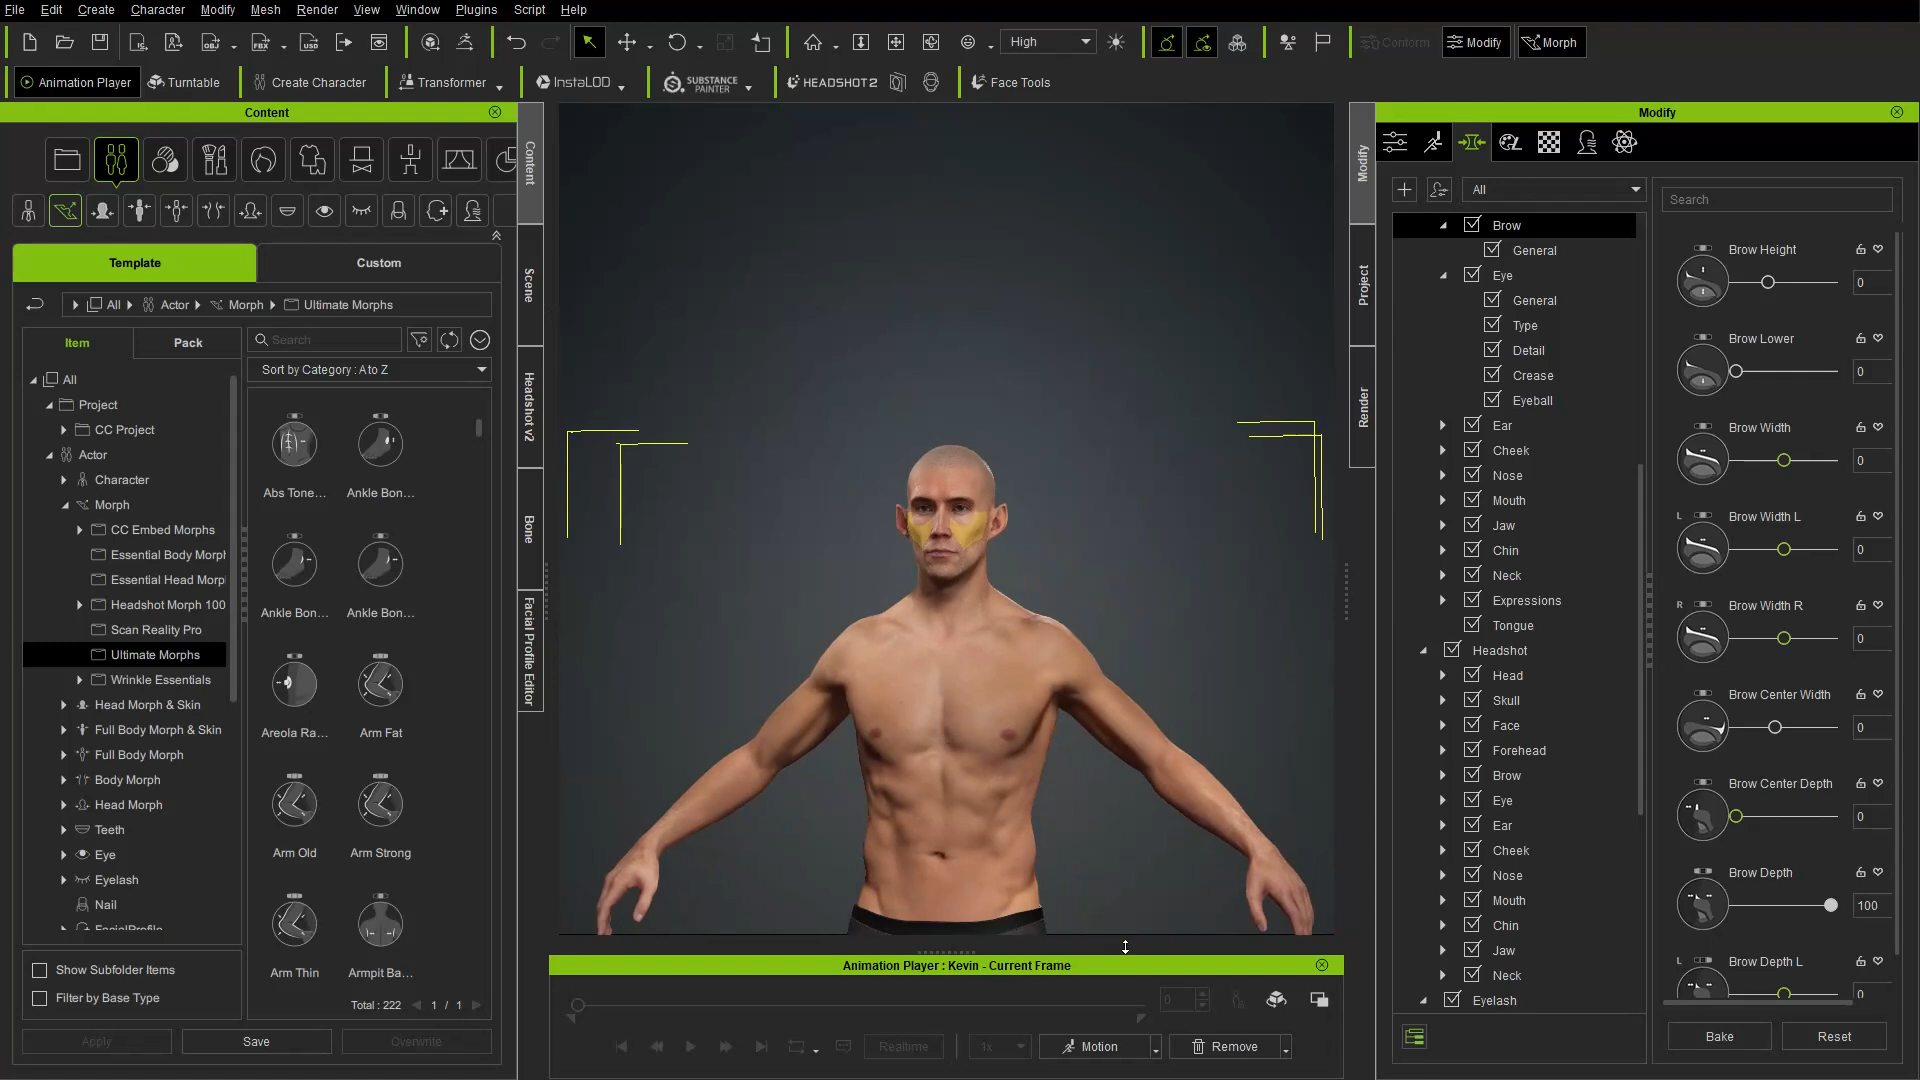 File Edit Create Character Modify Mesh Render View Window Plugins Script Help
High Conform Modify Morph
Animation Player Turntable Create Character Transformer InstaLOD SUBSTANCE PAINTER HEADSHOT 2 Face Tools
Content
Template Custom
All Actor Morph Ultimate Morphs
Item Pack Search
Sort by Category : A to Z
All
Project
CC Project
Actor
Character
Morph
CC Embed Morphs
Essential Body Morph
Essential Head Morp
Headshot Morph 100
Scan Reality Pro
Ultimate Morphs
Wrinkle Essentials
Head Morph & Skin
Full Body Morph & Skin
Full Body Morph
Body Morph
Head Morph
Teeth
Eye
Eyelash
Nail
FacialProfile
Abs Tone... Ankle Bon...
Ankle Bon... Ankle Bon...
Areola Ra... Arm Fat
Arm Old Arm Strong
Arm Thin Armpit Ba...
Show Subfolder Items
Filter by Base Type
Total : 222 1 / 1
Apply Save Overwrite
Content
Scene
Headshot v2
Bone
Facial Profile Editor
Animation Player : Kevin - Current Frame
0
Realtime 1x Motion Remove
Modify
Project
Render
Modify
All
Brow
General
Eye
General
Type
Detail
Crease
Eyeball
Ear
Cheek
Nose
Mouth
Jaw
Chin
Neck
Expressions
Tongue
Headshot
Head
Skull
Face
Forehead
Brow
Eye
Ear
Cheek
Nose
Mouth
Chin
Jaw
Neck
Eyelash
Search
Brow Height
0
Brow Lower
0
Brow Width
0
L Brow Width L
0
R Brow Width R
0
Brow Center Width
0
Brow Center Depth
0
Brow Depth
100
L Brow Depth L
0
Bake Reset